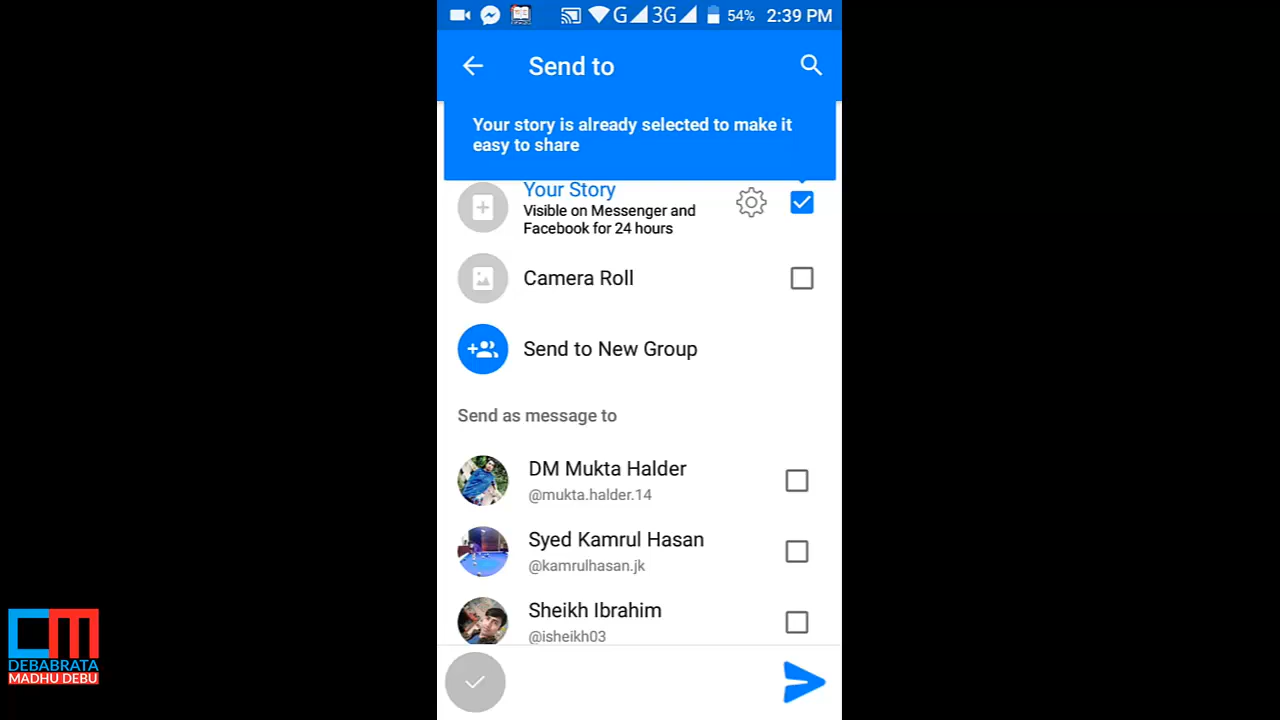 G 3G 54% 2:39 PM
Send to
Your story is already selected to make it
easy to share
Your Story
Visible on Messenger and
Facebook for 24 hours
Camera Roll
Send to New Group
Send as message to
DM Mukta Halder
@mukta.halder.14
Syed Kamrul Hasan
@kamrulhasan.jk
Sheikh Ibrahim
@isheikh03
DM
DEBABRATA
MADHU DEBU